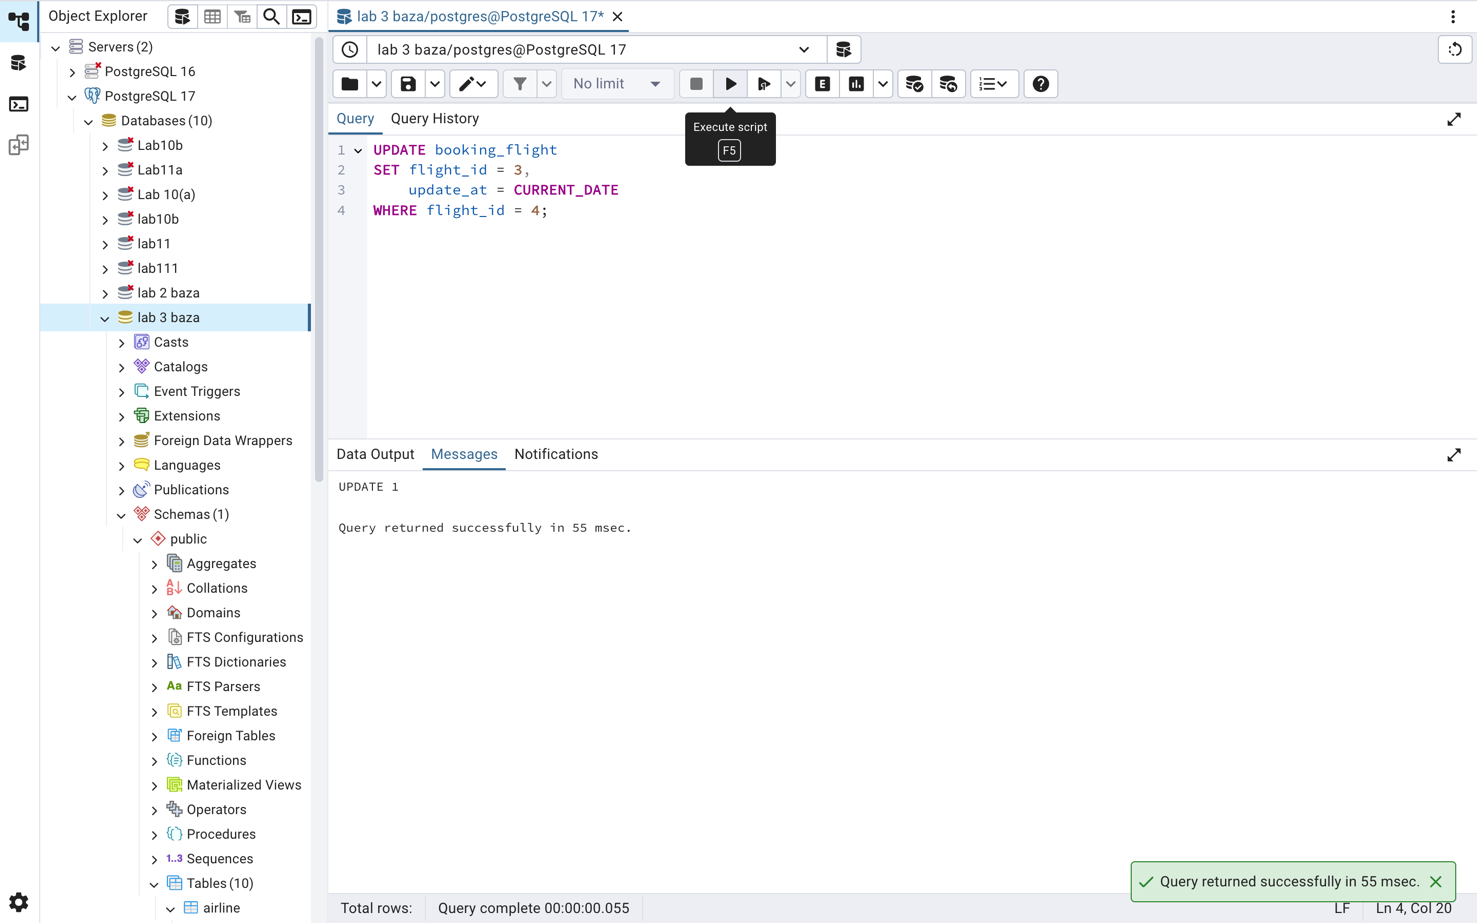 Object Explorer
lab 3 baza/postgres@PostgreSQL 17*
Servers (2)
PostgreSQL 16
PostgreSQL 17
Databases (10)
Lab10b
Lab11a
Lab 10(a)
lab10b
lab11
lab111
lab 2 baza
lab 3 baza
Casts
Catalogs
Event Triggers
Extensions
Foreign Data Wrappers
Languages
Publications
Schemas (1)
public
Aggregates
Collations
Domains
FTS Configurations
FTS Dictionaries
Aa FTS Parsers
FTS Templates
Foreign Tables
Functions
Materialized Views
Operators
Procedures
1..3 Sequences
Tables (10)
airline
lab 3 baza/postgres@PostgreSQL 17
No limit
E
Query Query History
Execute script
F5
1 UPDATE booking_flight
2 SET flight_id = 3,
3 update_at = CURRENT_DATE
4 WHERE flight_id = 4;
Data Output Messages Notifications
UPDATE 1
Query returned successfully in 55 msec.
Query returned successfully in 55 msec.
Total rows: Query complete 00:00:00.055 LF Ln 4, Col 20